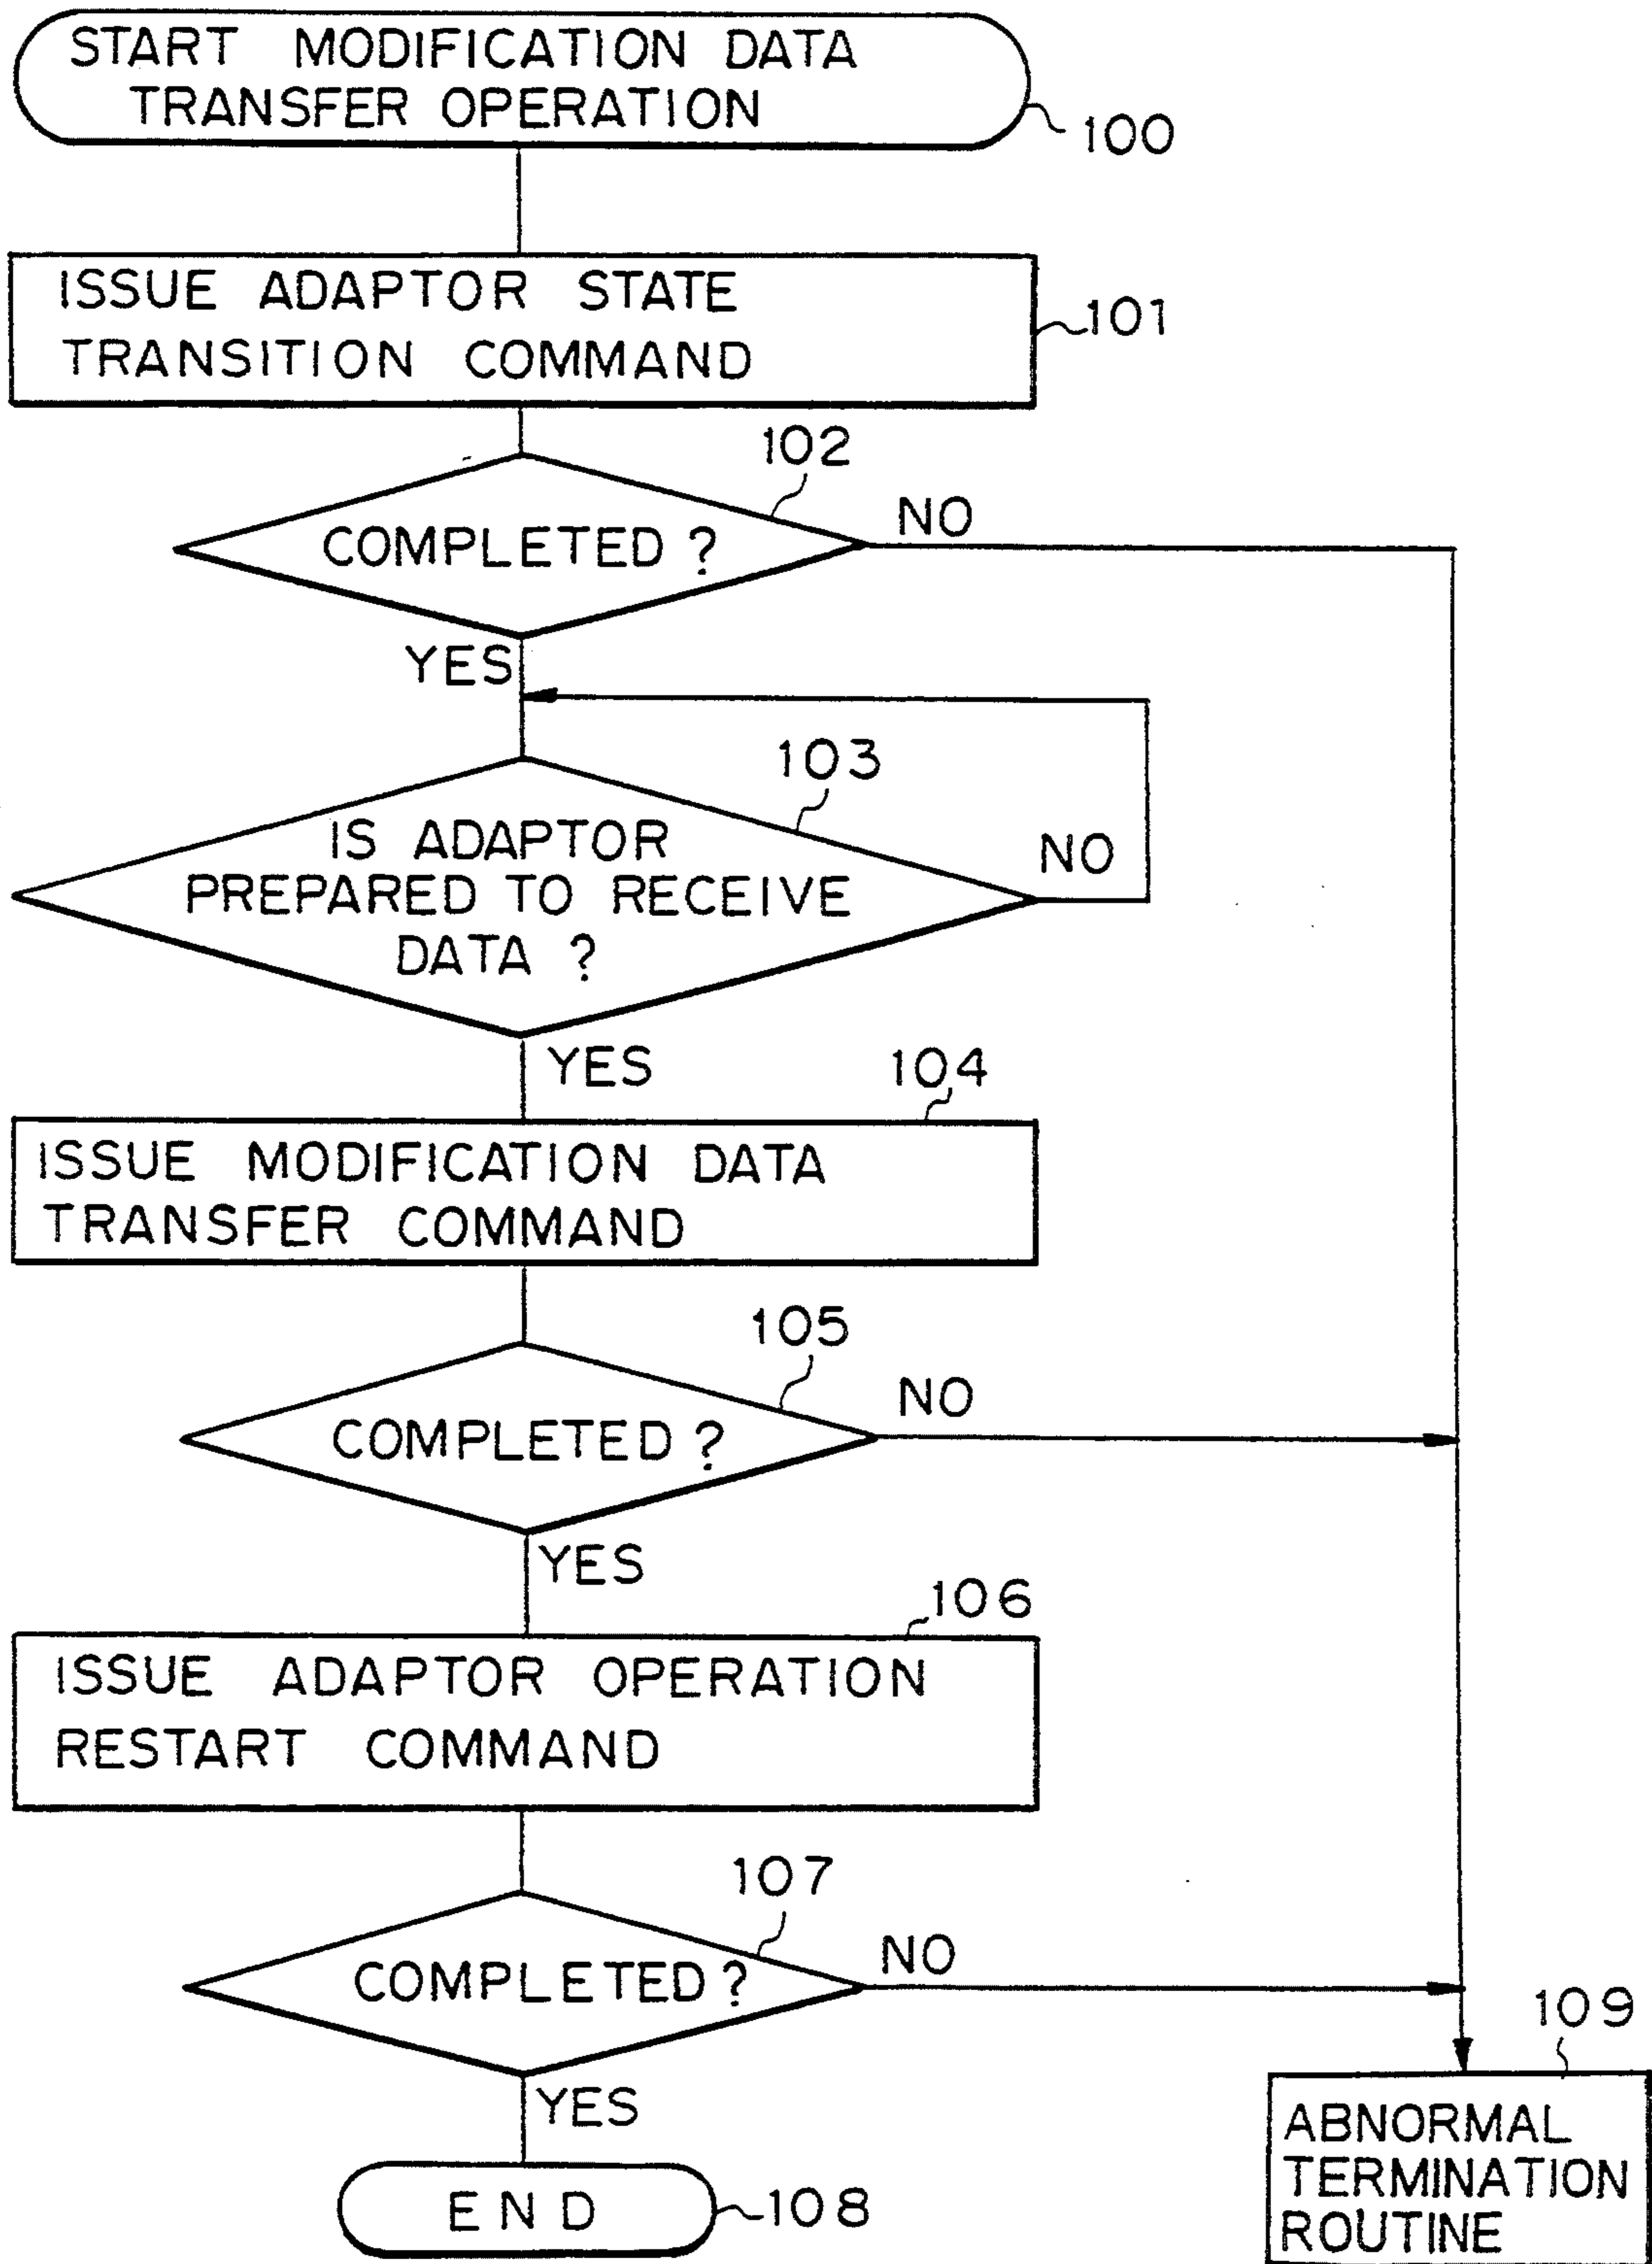 START MODIFICATION DATA
TRANSFER OPERATION
100
ISSUE ADAPTOR STATE
TRANSITION COMMAND
101
102
COMPLETED ?
NO
YES
103
IS ADAPTOR
PREPARED TO RECEIVE
DATA ?
NO
YES
104
ISSUE MODIFICATION DATA
TRANSFER COMMAND
105
COMPLETED ?
NO
YES
106
ISSUE ADAPTOR OPERATION
RESTART COMMAND
107
COMPLETED ?
NO
YES
END
108
109
ABNORMAL
TERMINATION
ROUTINE